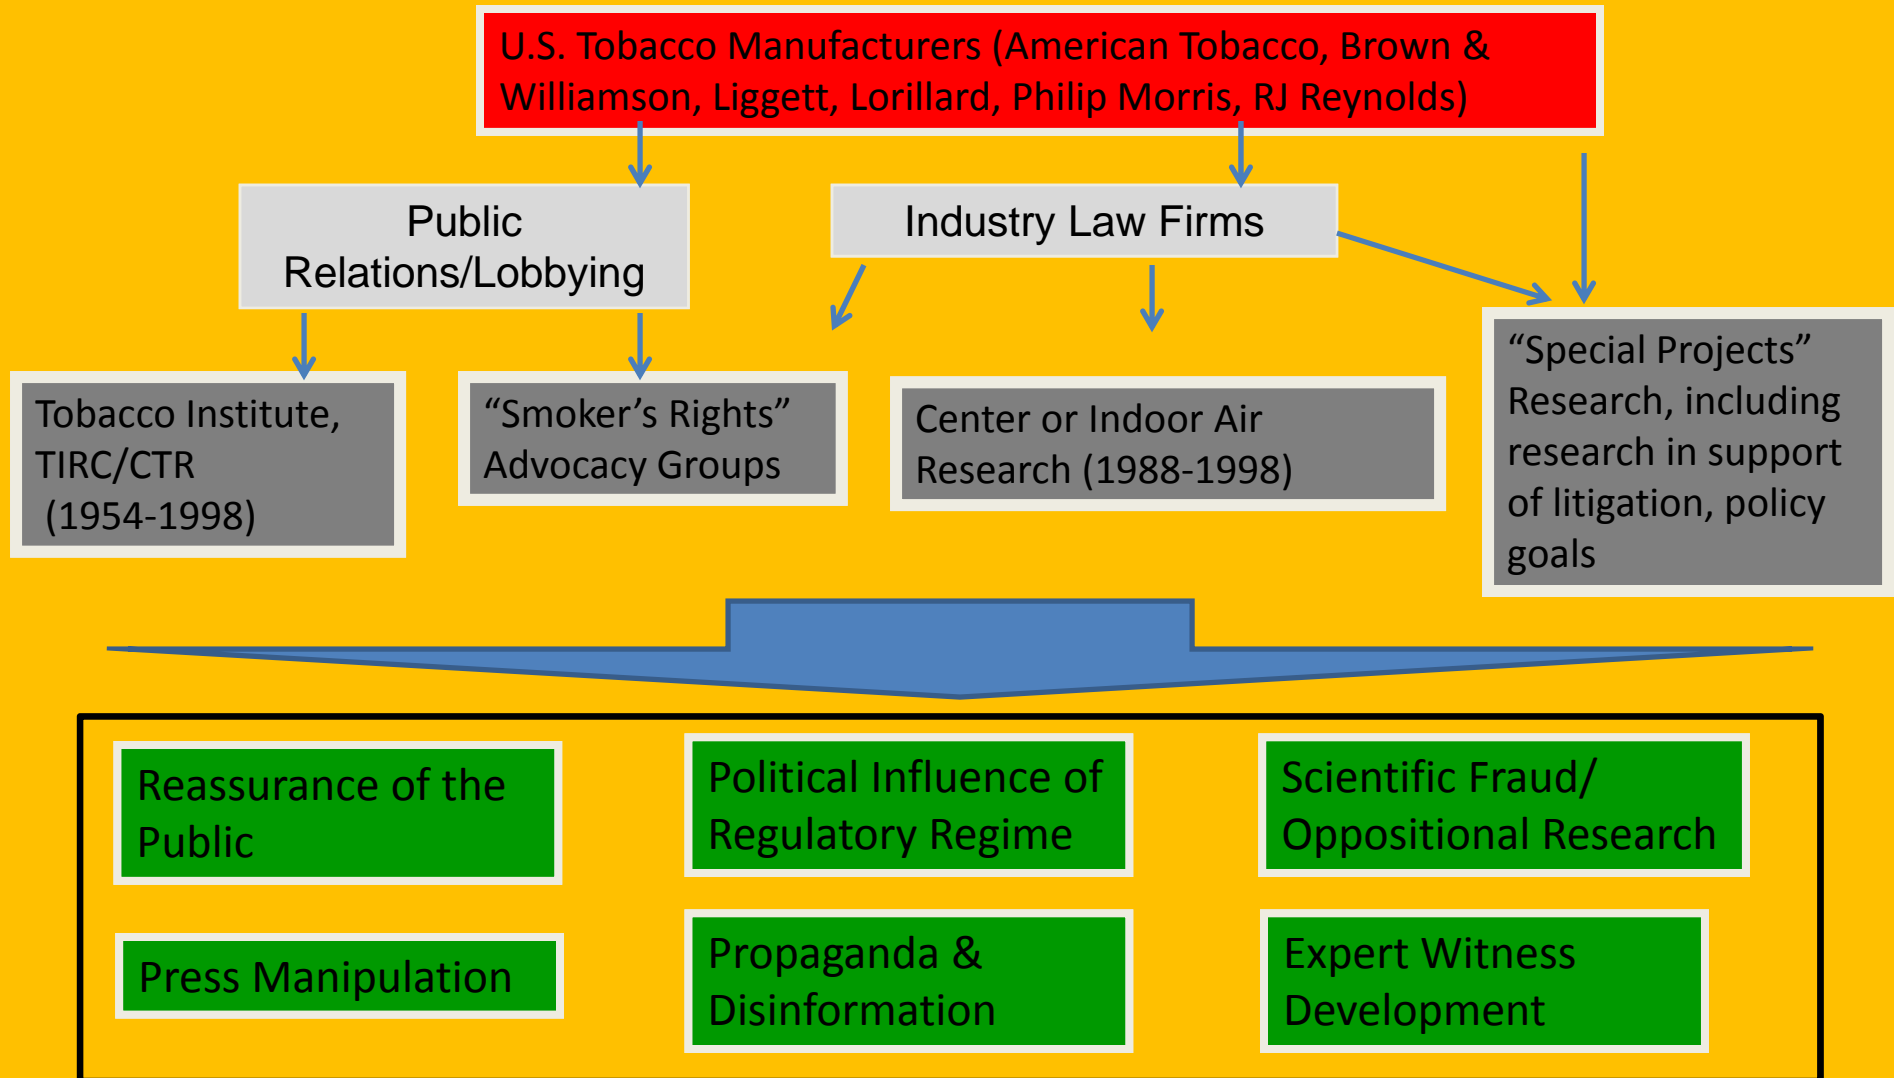 U.S. Tobacco Manufacturers (American Tobacco, Brown &
Williamson, Liggett, Lorillard, Philip Morris, RJ Reynolds)
Public
Relations/Lobbying
Industry Law Firms
Tobacco Institute,
TIRC/CTR
(1954-1998)
“Smoker’s Rights”
Advocacy Groups
Center or Indoor Air
Research (1988-1998)
“Special Projects”
Research, including
research in support
of litigation, policy
goals
Reassurance of the
Public
Political Influence of
Regulatory Regime
Scientific Fraud/
Oppositional Research
Press Manipulation
Propaganda &
Disinformation
Expert Witness
Development